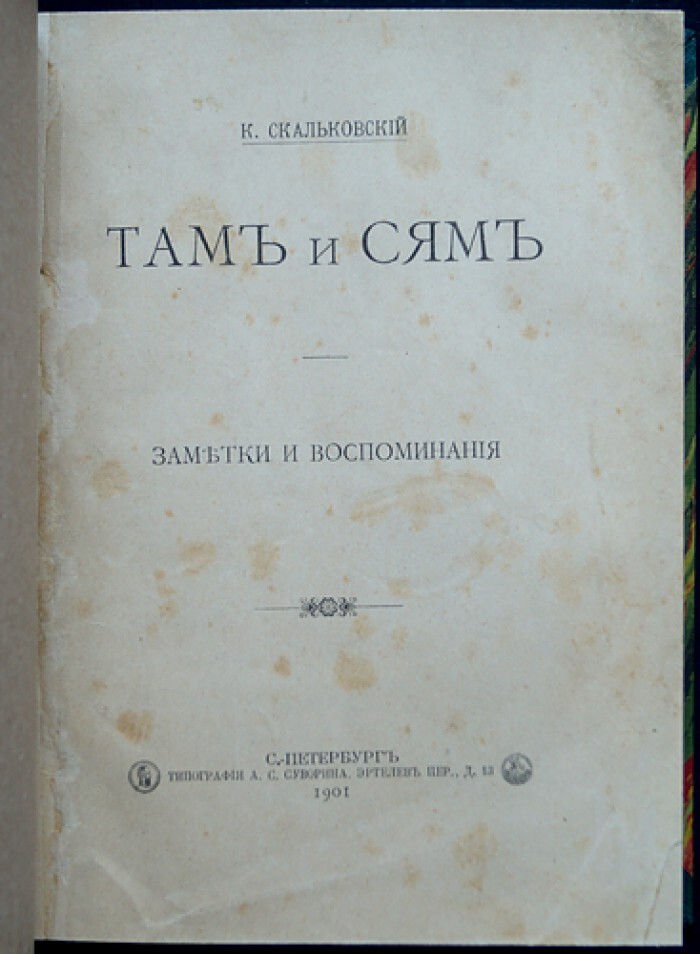 К. СКАЛЬКОВСКІЙ
ТАМЪ и СЯМЪ
ЗАМѢТКИ И ВОСПОМИНАНІЯ
С.-ПЕТЕРБУРГЪ
ТИПОГРАФІЯ А. С. СУВОРИНА. ЭРТЕЛЕВЪ ПЕР., Д. 13
1901